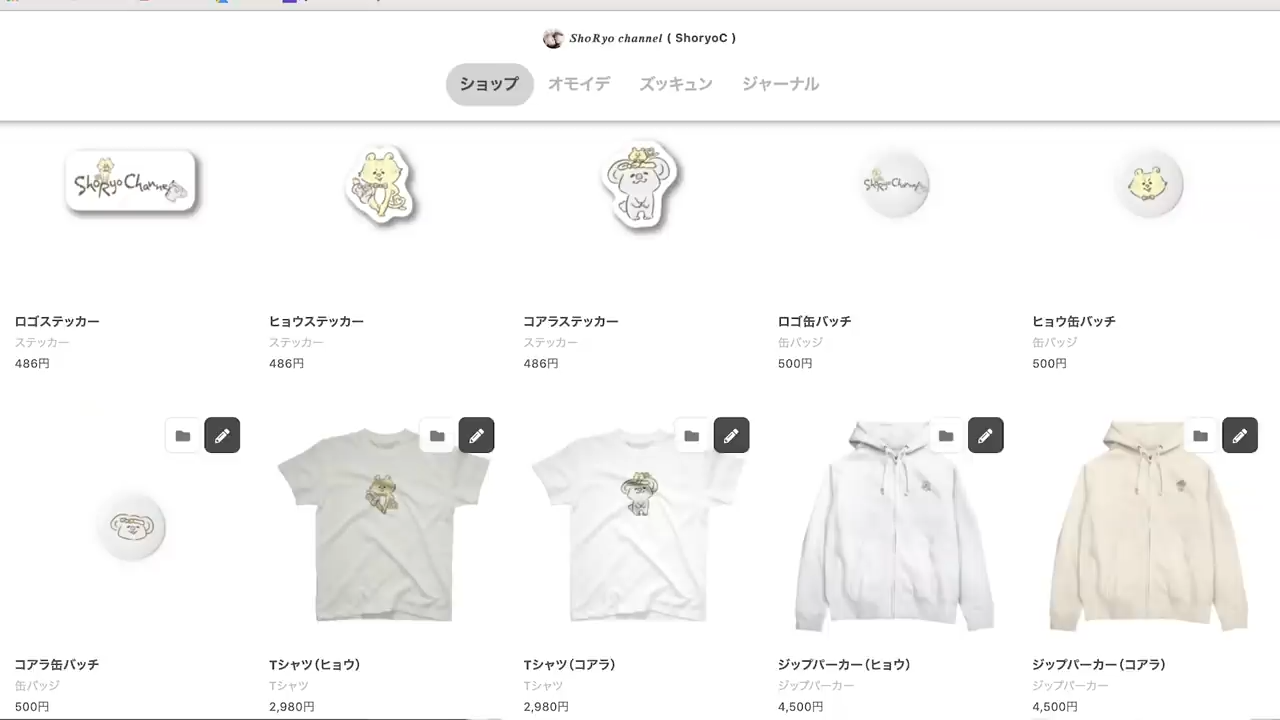 ShoRyo channel ( ShoryoC )
ショップ オモイデ ズッキュン ジャーナル
ShoRyo Channel
ロゴステッカー
ステッカー
486円
ヒョウステッカー
ステッカー
486円
コアラステッカー
ステッカー
486円
ロゴ缶バッチ
缶バッジ
500円
ヒョウ缶バッチ
缶バッジ
500円
コアラ缶バッチ
缶バッジ
500円
Tシャツ(ヒョウ)
Tシャツ
2,980円
Tシャツ(コアラ)
Tシャツ
2,980円
ジップパーカー(ヒョウ)
ジップパーカー
4,500円
ジップパーカー(コアラ)
ジップパーカー
4,500円